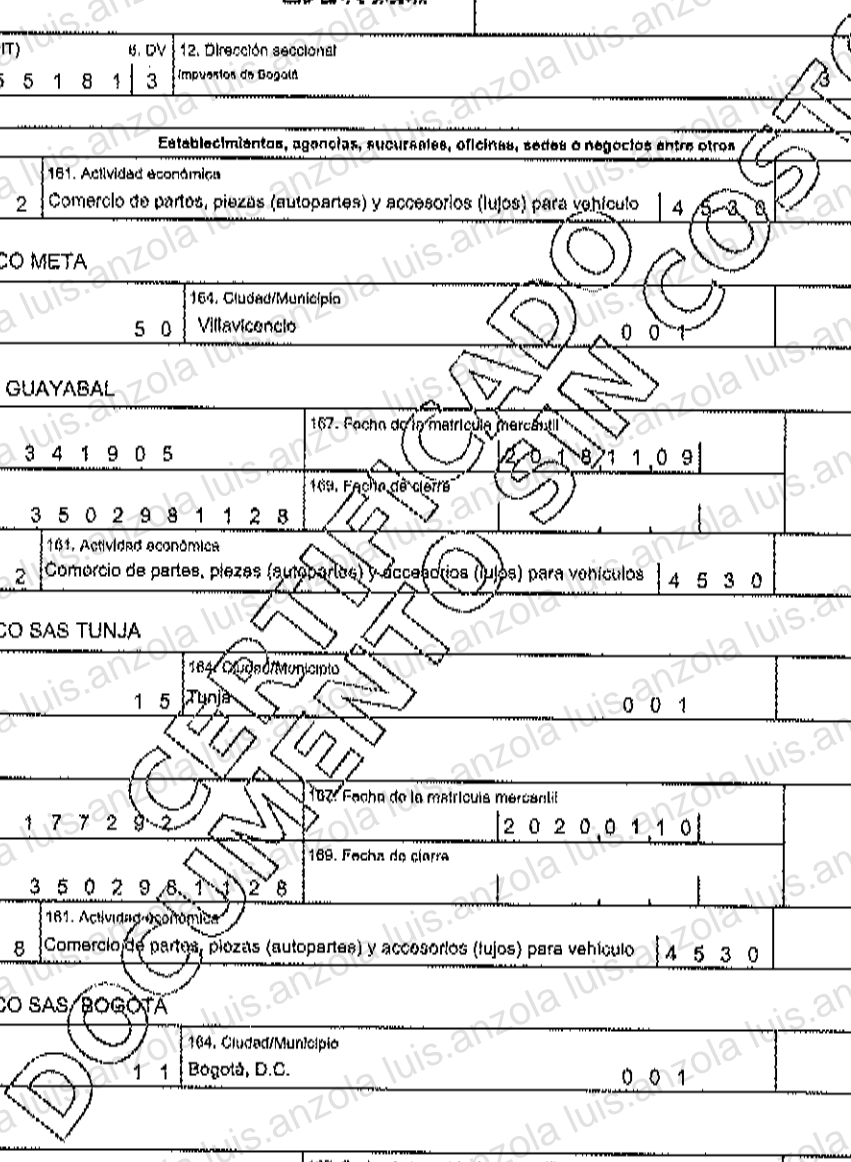 IT) 6. DV 12. Dirección seccional
5 5 1 8 1 3 Impuestos de Bogotá 3
Establecimientos, agencias, sucursales, oficinas, sedes o negocios entre otros
161. Actividad económica
2 Comercio de partes, piezas (autopartes) y accesorios (lujos) para vehículo 4 5 3 0
CO META
164. Ciudad/Municipio
5 0 Villavicencio 0 0 1
GUAYABAL
167. Fecha de la matrícula mercantil
3 4 1 9 0 5 2 0 1 8 1 1 0 9
169. Fecha de cierre
3 5 0 2 9 8 1 1 2 8
161. Actividad económica
2 Comercio de partes, piezas (autopartes) y accesorios (lujos) para vehículos 4 5 3 0
CO SAS TUNJA
164. Ciudad/Municipio
1 5 Tunja 0 0 1
167. Fecha de la matrícula mercantil
1 7 7 2 9 2 2 0 2 0 0 1 1 0
169. Fecha de cierre
3 5 0 2 9 8 1 1 2 8
161. Actividad económica
8 Comercio de partes, piezas (autopartes) y accesorios (lujos) para vehículo 4 5 3 0
CO SAS BOGOTÁ
164. Ciudad/Municipio
1 1 Bogotá, D.C. 0 0 1
CERTIFICADO
DOCUMENTO SIN COSTO
luis.anzola